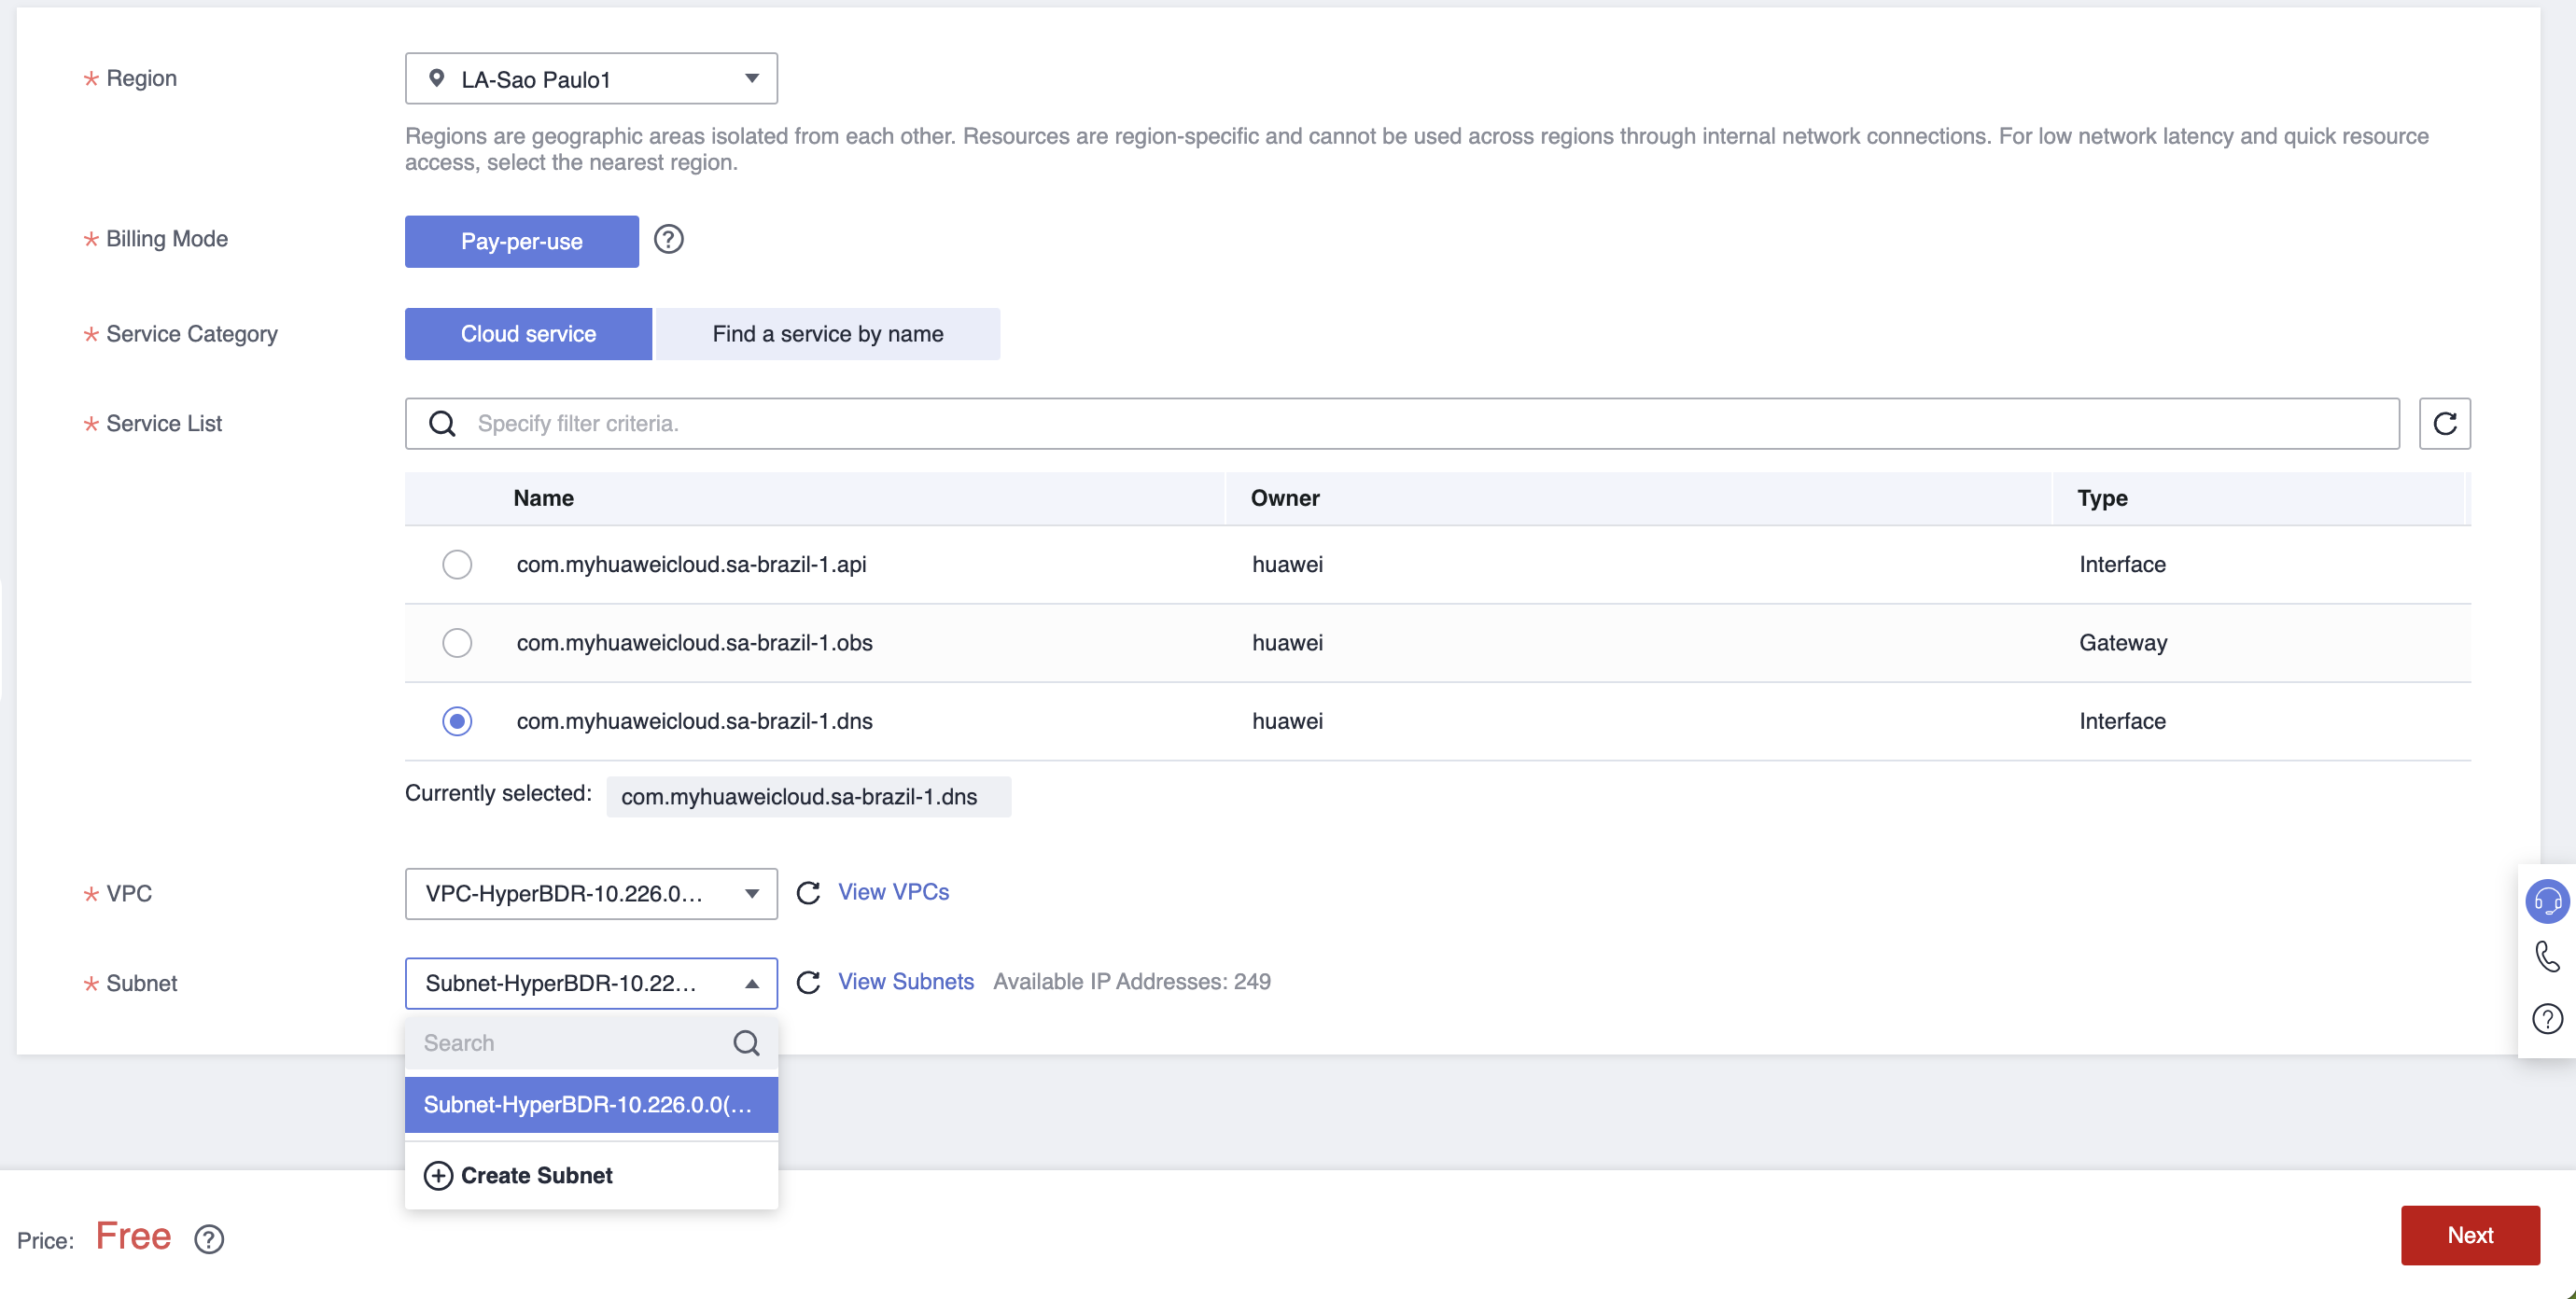 * Region
LA-Sao Paulo1
Regions are geographic areas isolated from each other. Resources are region-specific and cannot be used across regions through internal network connections. For low network latency and quick resource
access, select the nearest region.
* Billing Mode
Pay-per-use
?
* Service Category
Cloud service
Find a service by name
* Service List
Specify filter criteria.
Name Owner Type
com.myhuaweicloud.sa-brazil-1.api huawei Interface
com.myhuaweicloud.sa-brazil-1.obs huawei Gateway
com.myhuaweicloud.sa-brazil-1.dns huawei Interface
Currently selected: com.myhuaweicloud.sa-brazil-1.dns
* VPC
VPC-HyperBDR-10.226.0...
View VPCs
* Subnet
Subnet-HyperBDR-10.22...
View Subnets
Available IP Addresses: 249
Search
Subnet-HyperBDR-10.226.0.0(...
Create Subnet
?
Price: Free ?
Next